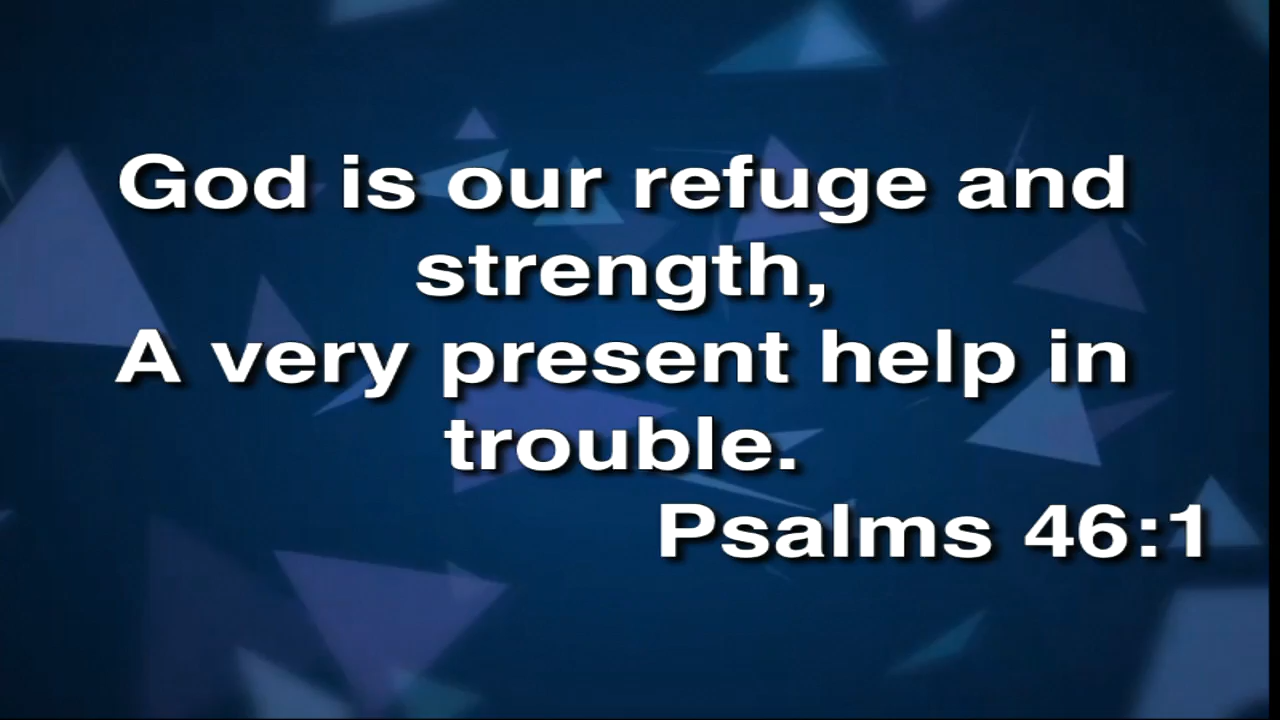 God is our refuge and
strength,
A very present help in
trouble.
Psalms 46:1